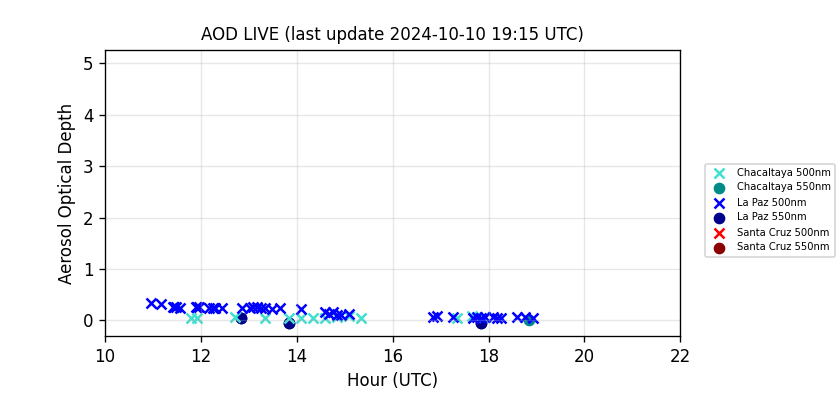 AOD LIVE (last update 2024-10-10 19:15 UTC)
Aerosol Optical Depth
5
4
3
2
1
0
10 12 14 16 18 20 22
Hour (UTC)
Chacaltaya 500nm
Chacaltaya 550nm
La Paz 500nm
La Paz 550nm
Santa Cruz 500nm
Santa Cruz 550nm